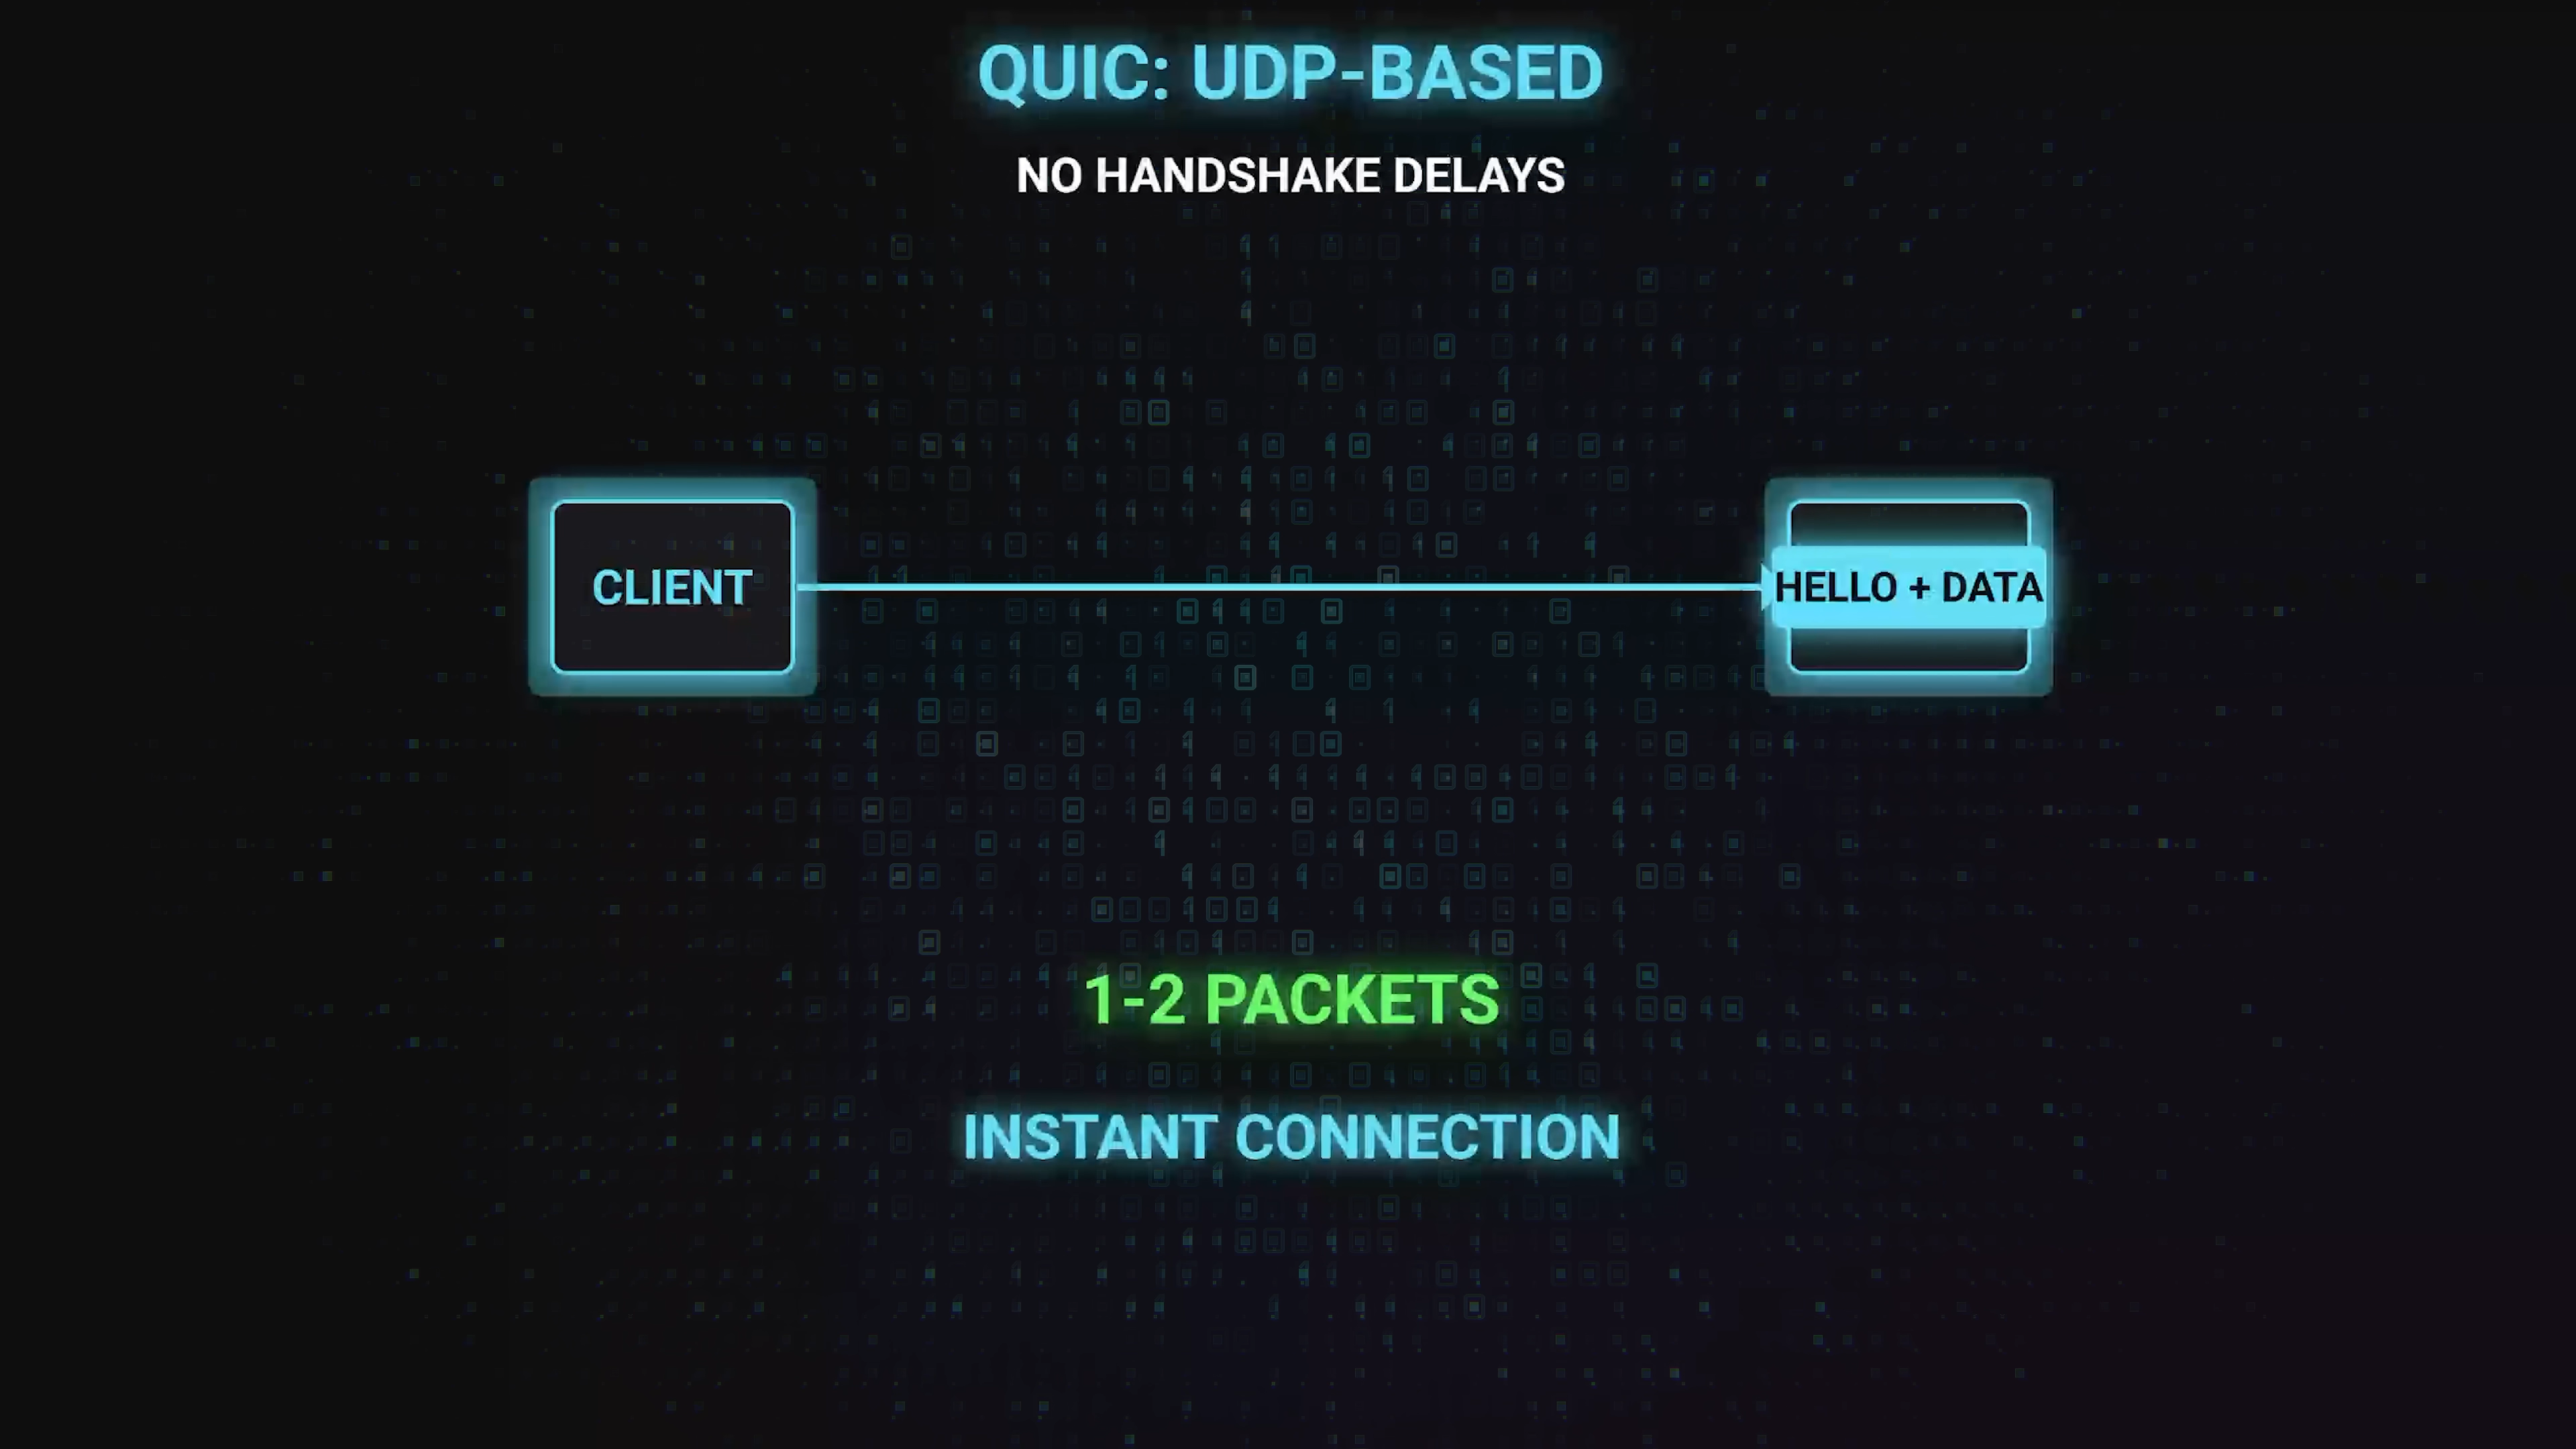 QUIC: UDP-BASED
NO HANDSHAKE DELAYS
CLIENT
HELLO + DATA
1-2 PACKETS
INSTANT CONNECTION